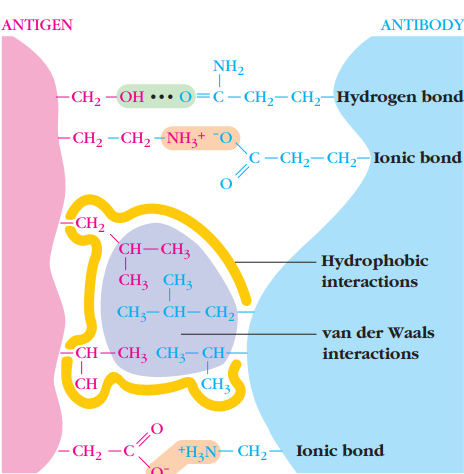 ANTIGEN ANTIBODY
NH₂
–CH₂–OH ••• O=C–CH₂–CH₂– Hydrogen bond
–CH₂–CH₂–NH₃⁺ ⁻O
C–CH₂–CH₂– Ionic bond
O
–CH₂
CH–CH₃
Hydrophobic
interactions
CH₃ CH₃
CH₃–CH–CH₂–
van der Waals
interactions
–CH–CH₃ CH₃–CH–
CH CH₃
O
–CH₂–C ⁺H₃N–CH₂– Ionic bond
O⁻